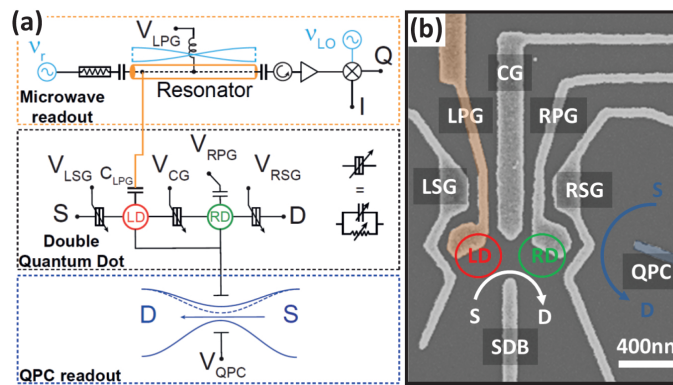 (a)
V_LPG
ν_r
ν_LO
Q
I
Resonator
Microwave readout
V_LSG
C_LPG
V_CG
V_RPG
V_RSG
S
LD
RD
D
=
Double
Quantum Dot
D
S
V_QPC
QPC readout
(b)
CG
LPG
RPG
LSG
RSG
S
LD
RD
QPC
S
D
D
SDB
400nm